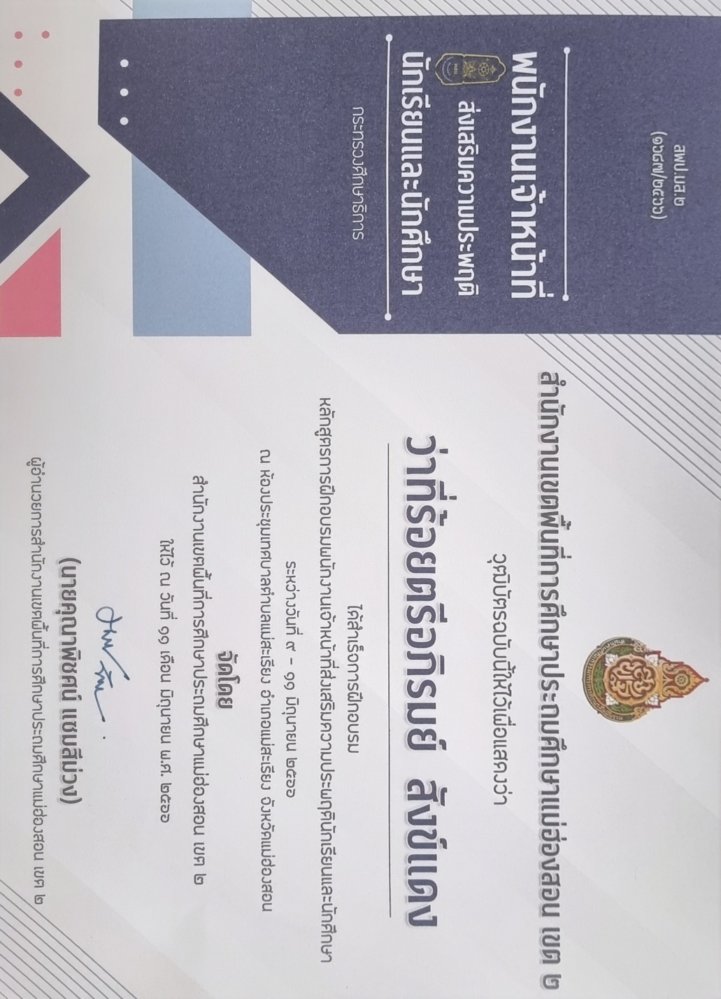 สพป.มส.๒
(๑๖๘๗/๒๕๖๖)
พนักงานเจ้าหน้าที่
ส่งเสริมความประพฤติ
นักเรียนและนักศึกษา
กระทรวงศึกษาธิการ
สำนักงานเขตพื้นที่การศึกษาประถมศึกษาแม่ฮ่องสอน เขต ๒
วุฒิบัตรฉบับนี้ให้ไว้เพื่อแสดงว่า
ว่าที่ร้อยตรีอภิรมย์ สังข์แดง
ได้สำเร็จการฝึกอบรม
หลักสูตรการฝึกอบรมพนักงานเจ้าหน้าที่ส่งเสริมความประพฤตินักเรียนและนักศึกษา
ระหว่างวันที่ ๙ - ๑๑ มิถุนายน ๒๕๖๖
ณ ห้องประชุมเทศบาลตำบลแม่สะเรียง อำเภอแม่สะเรียง จังหวัดแม่ฮ่องสอน
จัดโดย
สำนักงานเขตพื้นที่การศึกษาประถมศึกษาแม่ฮ่องสอน เขต ๒
ให้ไว้ ณ วันที่ ๑๑ เดือน มิถุนายน พ.ศ. ๒๕๖๖
(นายคุณาพิชศน์ แซมสีม่วง)
ผู้อำนวยการสำนักงานเขตพื้นที่การศึกษาประถมศึกษาแม่ฮ่องสอน เขต ๒